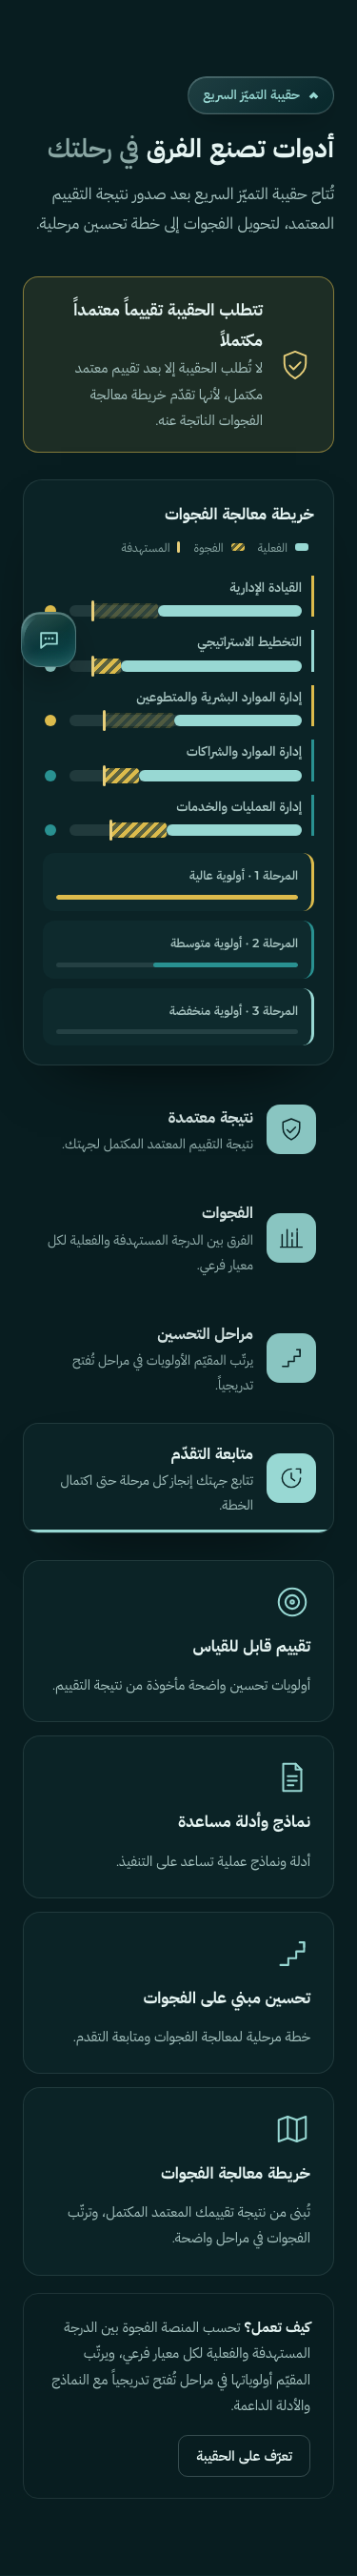 حقيبة التميّز السريع
أدوات تصنع الفرق في رحلتك
تُتاح حقيبة التميّز السريع بعد صدور نتيجة التقييم
المعتمد، لتحويل الفجوات إلى خطة تحسين مرحلية.
تتطلب الحقيبة تقييماً معتمداً
مكتملاً
لا تُطلب الحقيبة إلا بعد تقييم معتمد
مكتمل، لأنها تقدّم خريطة معالجة
الفجوات الناتجة عنه.
خريطة معالجة الفجوات
الفعلية
الفجوة
المستهدفة
القيادة الإدارية
التخطيط الاستراتيجي
إدارة الموارد البشرية والمتطوعين
إدارة الموارد والشراكات
إدارة العمليات والخدمات
المرحلة 1 · أولوية عالية
المرحلة 2 · أولوية متوسطة
المرحلة 3 · أولوية منخفضة
نتيجة معتمدة
نتيجة التقييم المعتمد المكتمل لجهتك.
الفجوات
الفرق بين الدرجة المستهدفة والفعلية لكل
معيار فرعي.
مراحل التحسين
يرتّب المقيّم الأولويات في مراحل تُفتح
تدريجياً.
متابعة التقدّم
تتابع جهتك إنجاز كل مرحلة حتى اكتمال
الخطة.
تقييم قابل للقياس
أولويات تحسين واضحة مأخوذة من نتيجة التقييم.
نماذج وأدلة مساعدة
أدلة ونماذج عملية تساعد على التنفيذ.
تحسين مبني على الفجوات
خطة مرحلية لمعالجة الفجوات ومتابعة التقدم.
خريطة معالجة الفجوات
تُبنى من نتيجة تقييمك المعتمد المكتمل، وترتّب
الفجوات في مراحل واضحة.
كيف تعمل؟ تحسب المنصة الفجوة بين الدرجة
المستهدفة والفعلية لكل معيار فرعي، ويرتّب
المقيّم أولوياتها في مراحل تُفتح تدريجياً مع النماذج
والأدلة الداعمة.
تعرّف على الحقيبة